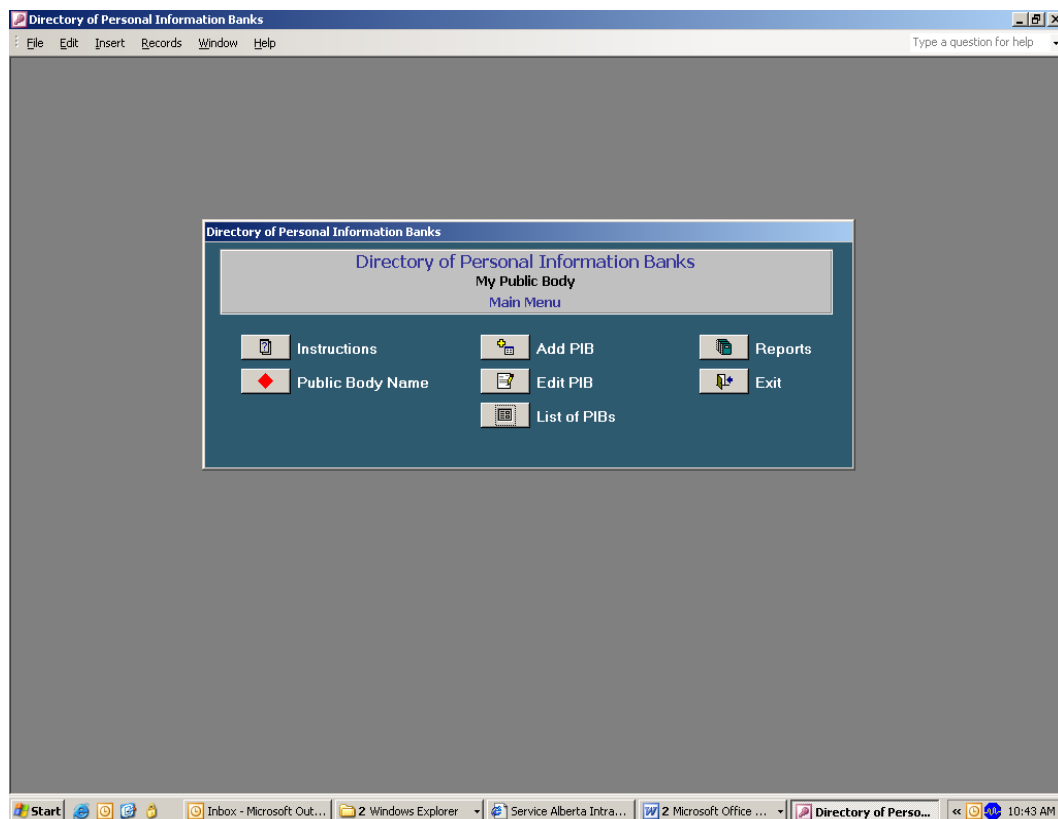 Directory of Personal Information Banks
File Edit Insert Records Window Help Type a question for help
Directory of Personal Information Banks
Directory of Personal Information Banks
My Public Body
Main Menu
Instructions Add PIB Reports
Public Body Name Edit PIB Exit
List of PIBs
Start Inbox - Microsoft Out... 2 Windows Explorer Service Alberta Intra... 2 Microsoft Office ... Directory of Perso... « 10:43 AM